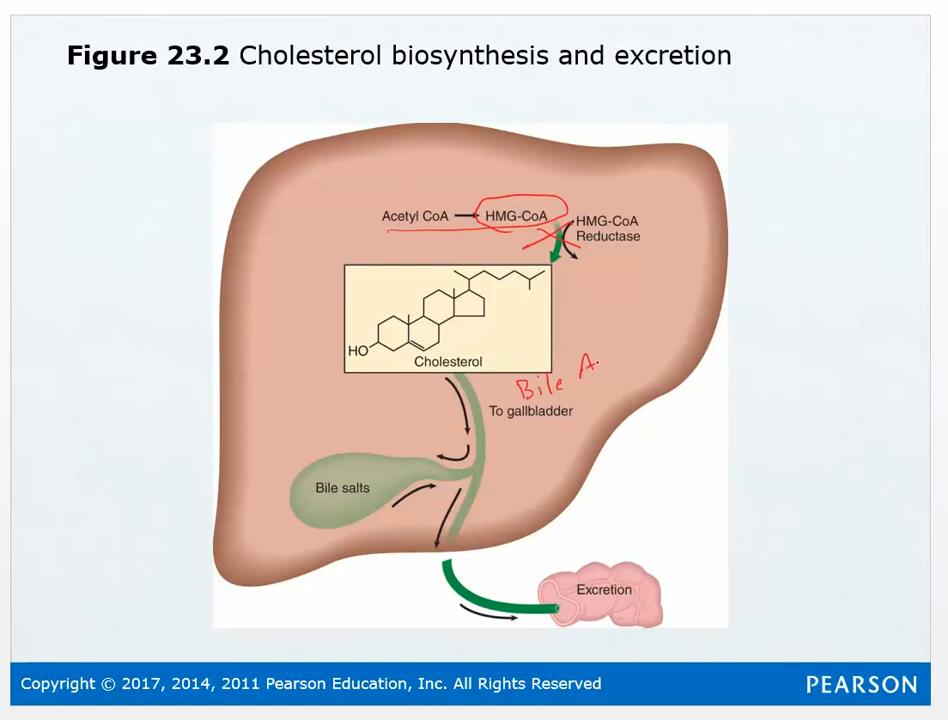 Figure 23.2 Cholesterol biosynthesis and excretion
Acetyl CoA
HMG-CoA
HMG-CoA
Reductase
HO
Cholesterol
Bile A
To gallbladder
Bile salts
Excretion
Copyright © 2017, 2014, 2011 Pearson Education, Inc. All Rights Reserved
PEARSON